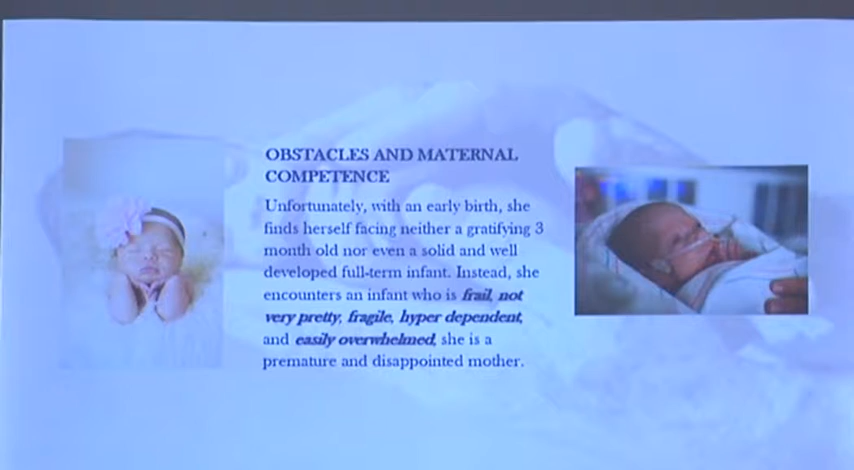 OBSTACLES AND MATERNAL
COMPETENCE
Unfortunately, with an early birth, she
finds herself facing neither a gratifying 3
month old nor even a solid and well
developed full-term infant. Instead, she
encounters an infant who is frail, not
very pretty, fragile, hyper dependent,
and easily overwhelmed, she is a
premature and disappointed mother.